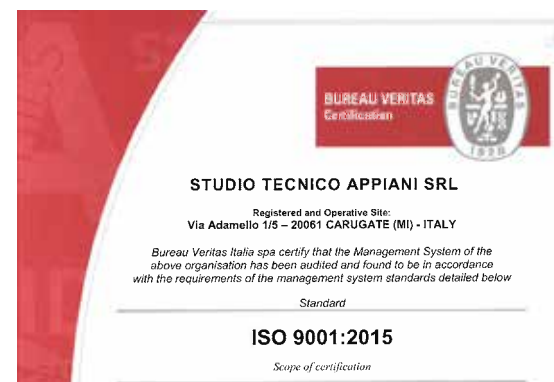 BUREAU VERITAS
Certification
BUREAU VERITAS
1828
STUDIO TECNICO APPIANI SRL
Registered and Operative Site:
Via Adamello 1/5 – 20061 CARUGATE (MI) - ITALY
Bureau Veritas Italia spa certify that the Management System of the
above organisation has been audited and found to be in accordance
with the requirements of the management system standards detailed below
Standard
ISO 9001:2015
Scope of certification